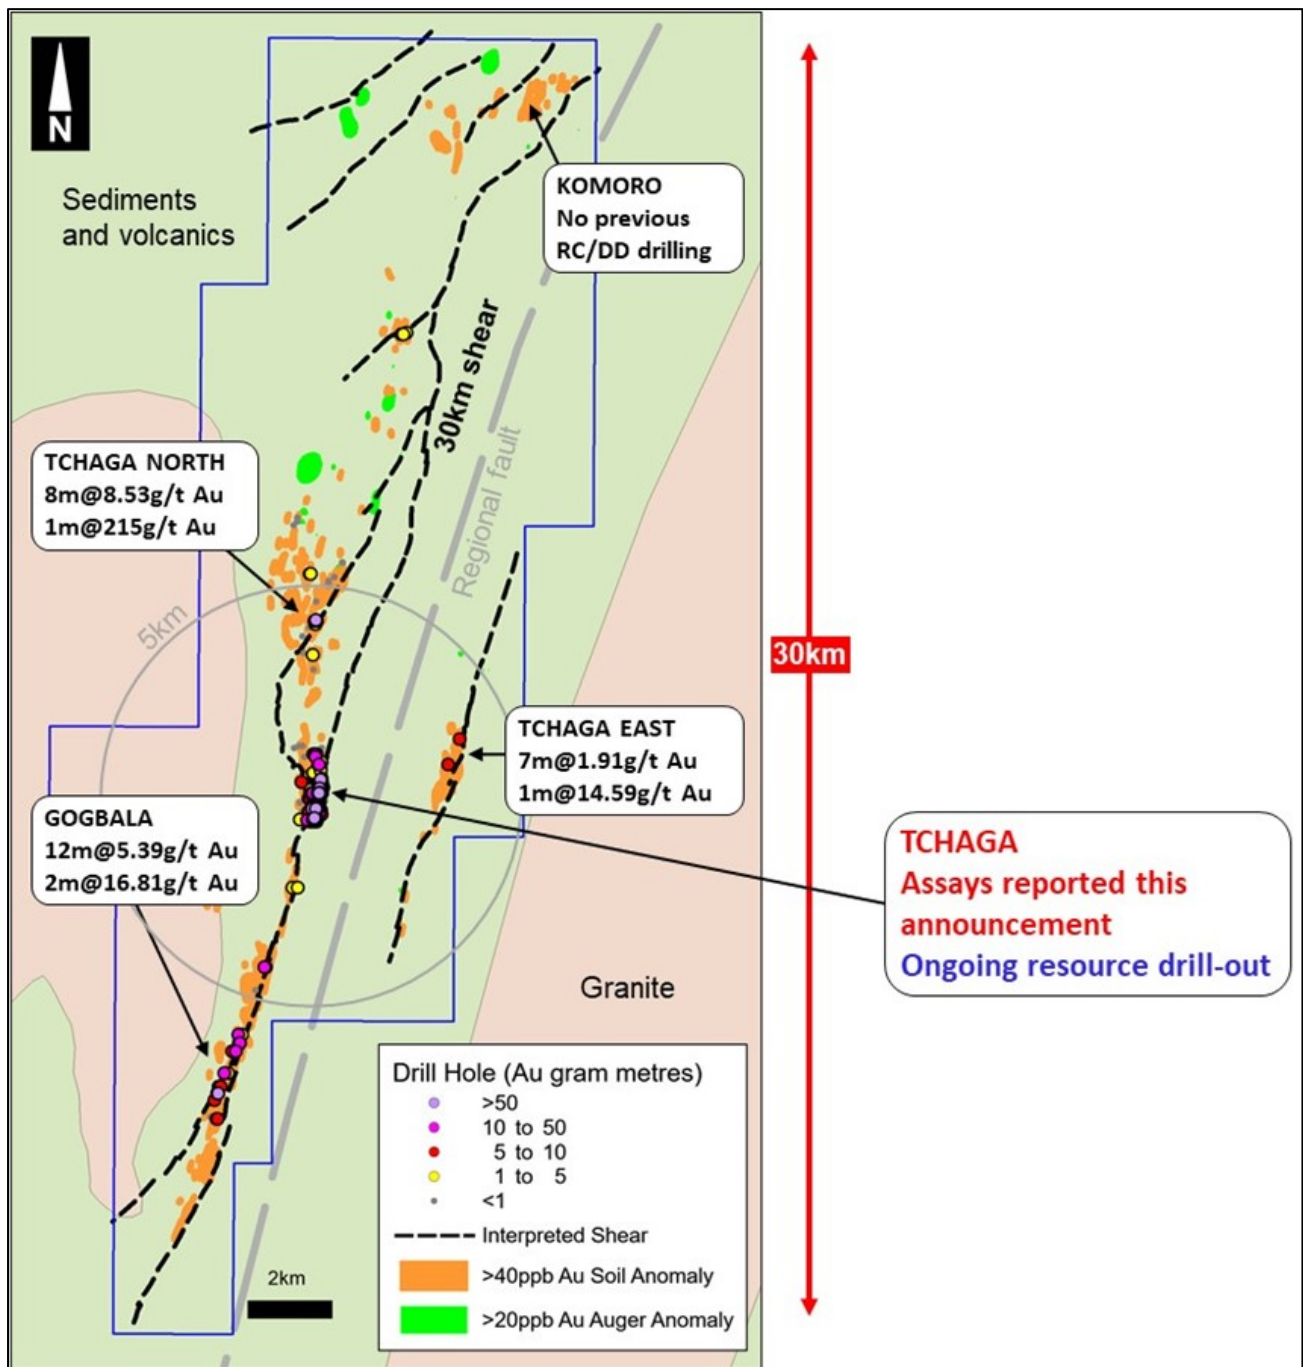 N
Sediments
and volcanics
KOMORO
No previous
RC/DD drilling
30km shear
Regional fault
TCHAGA NORTH
8m@8.53g/t Au
1m@215g/t Au
5km
30km
TCHAGA EAST
7m@1.91g/t Au
1m@14.59g/t Au
GOGBALA
12m@5.39g/t Au
2m@16.81g/t Au
TCHAGA
Assays reported this
announcement
Ongoing resource drill-out
Granite
Drill Hole (Au gram metres)
>50
10 to 50
5 to 10
1 to 5
<1
Interpreted Shear
>40ppb Au Soil Anomaly
>20ppb Au Auger Anomaly
2km